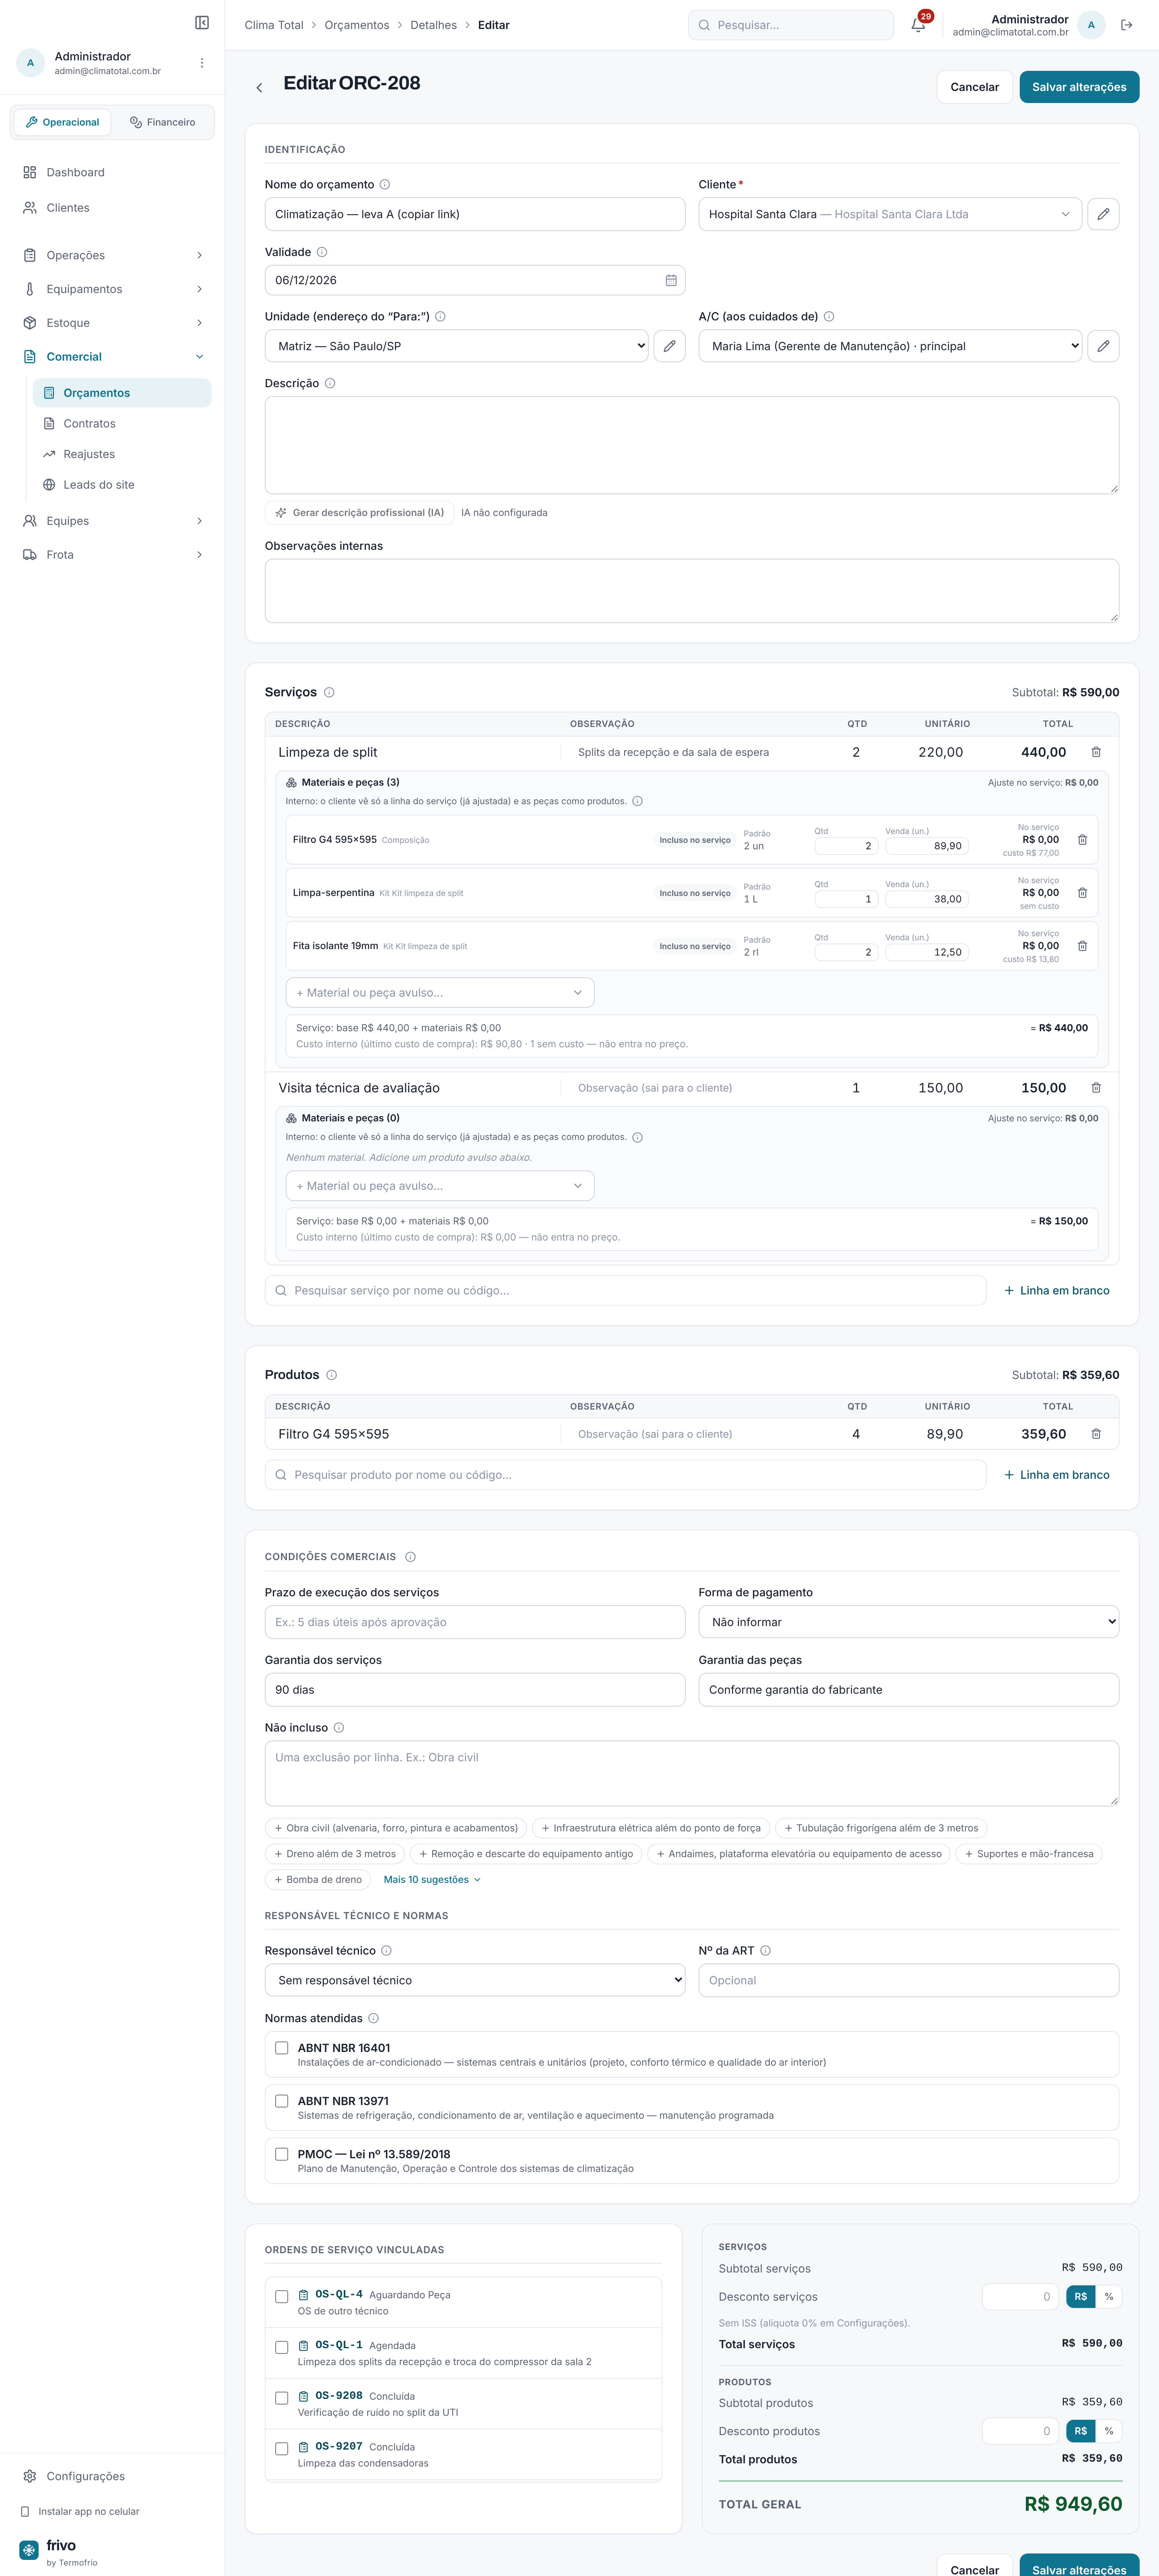 Clima Total > Orçamentos > Detalhes > Editar
Pesquisar...
29
Administrador
admin@climatotal.com.br
A
A
Administrador
admin@climatotal.com.br
Operacional
Financeiro
Dashboard
Clientes
Operações
Equipamentos
Estoque
Comercial
Orçamentos
Contratos
Reajustes
Leads do site
Equipes
Frota
Configurações
Instalar app no celular
frivo
by Termofrio
Editar ORC-208
Cancelar
Salvar alterações
IDENTIFICAÇÃO
Nome do orçamento
Cliente *
Climatização — leva A (copiar link)
Hospital Santa Clara — Hospital Santa Clara Ltda
Validade
06/12/2026
Unidade (endereço do “Para:”)
A/C (aos cuidados de)
Matriz — São Paulo/SP
Maria Lima (Gerente de Manutenção) · principal
Descrição
Gerar descrição profissional (IA)
IA não configurada
Observações internas
Serviços
Subtotal: R$ 590,00
DESCRIÇÃO OBSERVAÇÃO QTD UNITÁRIO TOTAL
Limpeza de split Splits da recepção e da sala de espera 2 220,00 440,00
Materiais e peças (3)
Ajuste no serviço: R$ 0,00
Interno: o cliente vê só a linha do serviço (já ajustada) e as peças como produtos.
Filtro G4 595×595 Composição
Incluso no serviço
Padrão
2 un
Qtd
2
Venda (un.)
89,90
No serviço
R$ 0,00
custo R$ 77,00
Limpa-serpentina Kit Kit limpeza de split
Incluso no serviço
Padrão
1 L
Qtd
1
Venda (un.)
38,00
No serviço
R$ 0,00
sem custo
Fita isolante 19mm Kit Kit limpeza de split
Incluso no serviço
Padrão
2 rl
Qtd
2
Venda (un.)
12,50
No serviço
R$ 0,00
custo R$ 13,80
+ Material ou peça avulso...
Serviço: base R$ 440,00 + materiais R$ 0,00 = R$ 440,00
Custo interno (último custo de compra): R$ 90,80 · 1 sem custo — não entra no preço.
Visita técnica de avaliação Observação (sai para o cliente) 1 150,00 150,00
Materiais e peças (0)
Ajuste no serviço: R$ 0,00
Interno: o cliente vê só a linha do serviço (já ajustada) e as peças como produtos.
Nenhum material. Adicione um produto avulso abaixo.
+ Material ou peça avulso...
Serviço: base R$ 0,00 + materiais R$ 0,00 = R$ 150,00
Custo interno (último custo de compra): R$ 0,00 — não entra no preço.
Pesquisar serviço por nome ou código...
+ Linha em branco
Produtos
Subtotal: R$ 359,60
DESCRIÇÃO OBSERVAÇÃO QTD UNITÁRIO TOTAL
Filtro G4 595×595 Observação (sai para o cliente) 4 89,90 359,60
Pesquisar produto por nome ou código...
+ Linha em branco
CONDIÇÕES COMERCIAIS
Prazo de execução dos serviços
Forma de pagamento
Ex.: 5 dias úteis após aprovação
Não informar
Garantia dos serviços
Garantia das peças
90 dias
Conforme garantia do fabricante
Não incluso
Uma exclusão por linha. Ex.: Obra civil
+ Obra civil (alvenaria, forro, pintura e acabamentos)
+ Infraestrutura elétrica além do ponto de força
+ Tubulação frigorígena além de 3 metros
+ Dreno além de 3 metros
+ Remoção e descarte do equipamento antigo
+ Andaimes, plataforma elevatória ou equipamento de acesso
+ Suportes e mão-francesa
+ Bomba de dreno
Mais 10 sugestões
RESPONSÁVEL TÉCNICO E NORMAS
Responsável técnico
Nº da ART
Sem responsável técnico
Opcional
Normas atendidas
ABNT NBR 16401
Instalações de ar-condicionado — sistemas centrais e unitários (projeto, conforto térmico e qualidade do ar interior)
ABNT NBR 13971
Sistemas de refrigeração, condicionamento de ar, ventilação e aquecimento — manutenção programada
PMOC — Lei nº 13.589/2018
Plano de Manutenção, Operação e Controle dos sistemas de climatização
ORDENS DE SERVIÇO VINCULADAS
OS-QL-4 Aguardando Peça
OS de outro técnico
OS-QL-1 Agendada
Limpeza dos splits da recepção e troca do compressor da sala 2
OS-9208 Concluída
Verificação de ruído no split da UTI
OS-9207 Concluída
Limpeza das condensadoras
SERVIÇOS
Subtotal serviços R$ 590,00
Desconto serviços 0 R$ %
Sem ISS (alíquota 0% em Configurações).
Total serviços R$ 590,00
PRODUTOS
Subtotal produtos R$ 359,60
Desconto produtos 0 R$ %
Total produtos R$ 359,60
TOTAL GERAL R$ 949,60
Cancelar
Salvar alterações